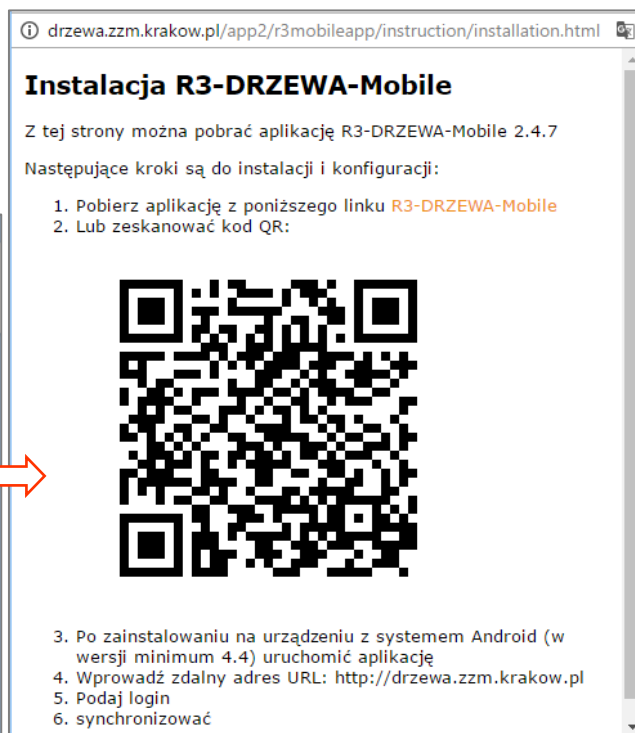 drzewa.zzm.krakow.pl/app2/r3mobileapp/instruction/installation.html
Instalacja R3-DRZEWA-Mobile
Z tej strony można pobrać aplikację R3-DRZEWA-Mobile 2.4.7
Następujące kroki są do instalacji i konfiguracji:
1. Pobierz aplikację z poniższego linku R3-DRZEWA-Mobile
2. Lub zeskanować kod QR:
3. Po zainstalowaniu na urządzeniu z systemem Android (w
wersji minimum 4.4) uruchomić aplikację
4. Wprowadź zdalny adres URL: http://drzewa.zzm.krakow.pl
5. Podaj login
6. synchronizować